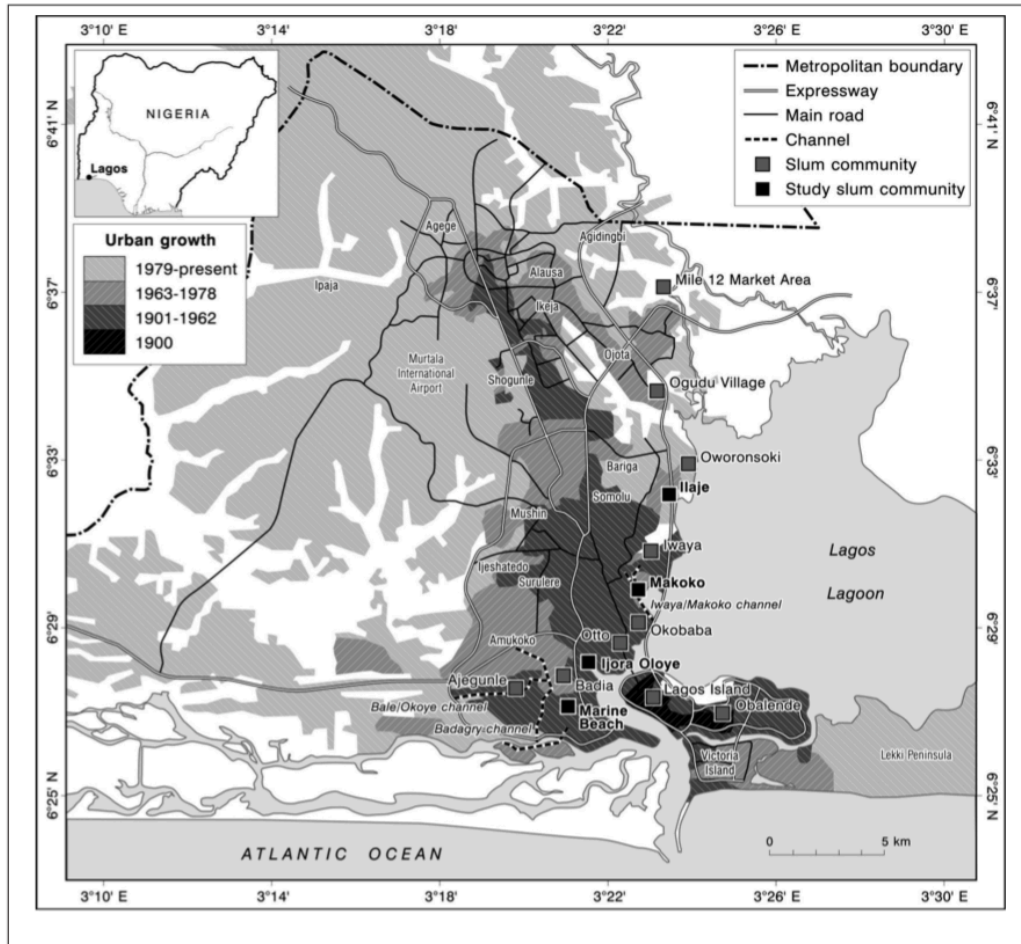 3°10' E
3°14' E
3°18' E
3°22' E
3°26' E
3°30' E
NIGERIA
Lagos
Metropolitan boundary
Expressway
Main road
Channel
Slum community
Study slum community
Urban growth
1979-present
1963-1978
1901-1962
1900
6°41' N
6°41' N
6°37' N
6°37' N
6°33' N
6°33' N
6°29' N
6°29' N
6°25' N
6°25' N
Agege
Agidingbi
Alausa
Mile 12 Market Area
Ipaja
Ikeja
Ojota
Murtala
International
Airport
Shogunle
Ogudu Village
Bariga
Oworonsoki
Ilaje
Somolu
Mushin
Iwaya
Lagos
Lagoon
Ijeshatedo
Surulere
Makoko
Iwaya/Makoko channel
Okobaba
Otto
Amukoko
Ijora Oloye
Ajegunle
Badia
Lagos Island
Obalende
Bale/Okoye channel
Marine
Beach
Badagry channel
Victoria
Island
Lekki Peninsula
ATLANTIC OCEAN
0
5 km
3°10' E
3°14' E
3°18' E
3°22' E
3°26' E
3°30' E